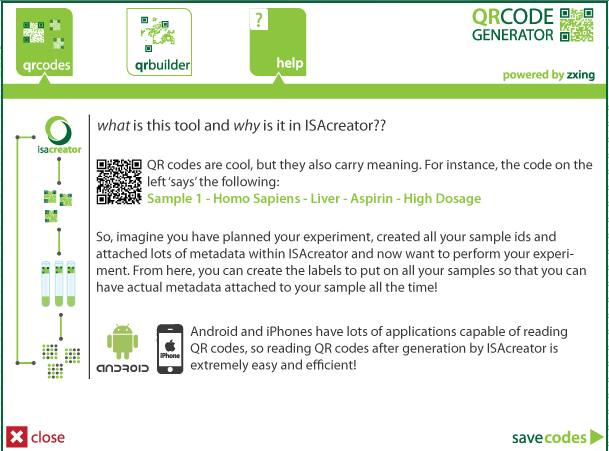 qrcodes
qrbuilder
?
help
QRCODE
GENERATOR
powered by zxing
isacreator
what is this tool and why is it in ISAcreator??
QR codes are cool, but they also carry meaning. For instance, the code on the
left 'says' the following:
Sample 1 - Homo Sapiens - Liver - Aspirin - High Dosage
So, imagine you have planned your experiment, created all your sample ids and
attached lots of metadata within ISAcreator and now want to perform your experi-
ment. From here, you can create the labels to put on all your samples so that you can
have actual metadata attached to your sample all the time!
Android and iPhones have lots of applications capable of reading
QR codes, so reading QR codes after generation by ISAcreator is
extremely easy and efficient!
ANDROID
iPhone
close
savecodes